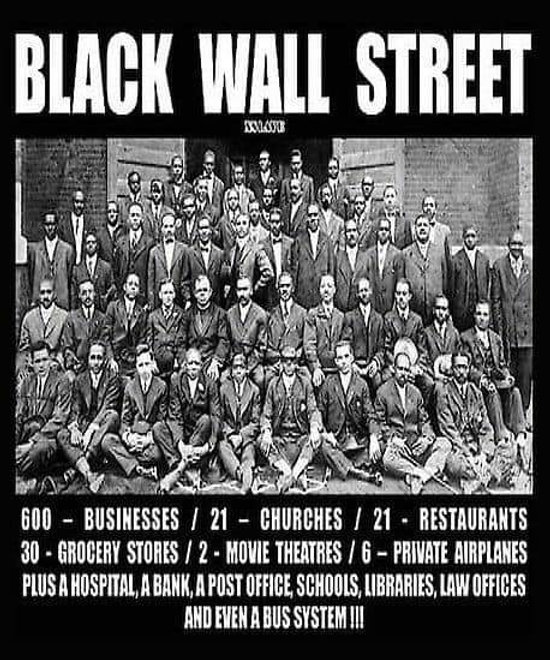 BLACK WALL STREET
600 – BUSINESSES / 21 – CHURCHES / 21 - RESTAURANTS
30 - GROCERY STORES / 2 - MOVIE THEATRES / 6 – PRIVATE AIRPLANES
PLUS A HOSPITAL, A BANK, A POST OFFICE, SCHOOLS, LIBRARIES, LAW OFFICES
AND EVEN A BUS SYSTEM !!!